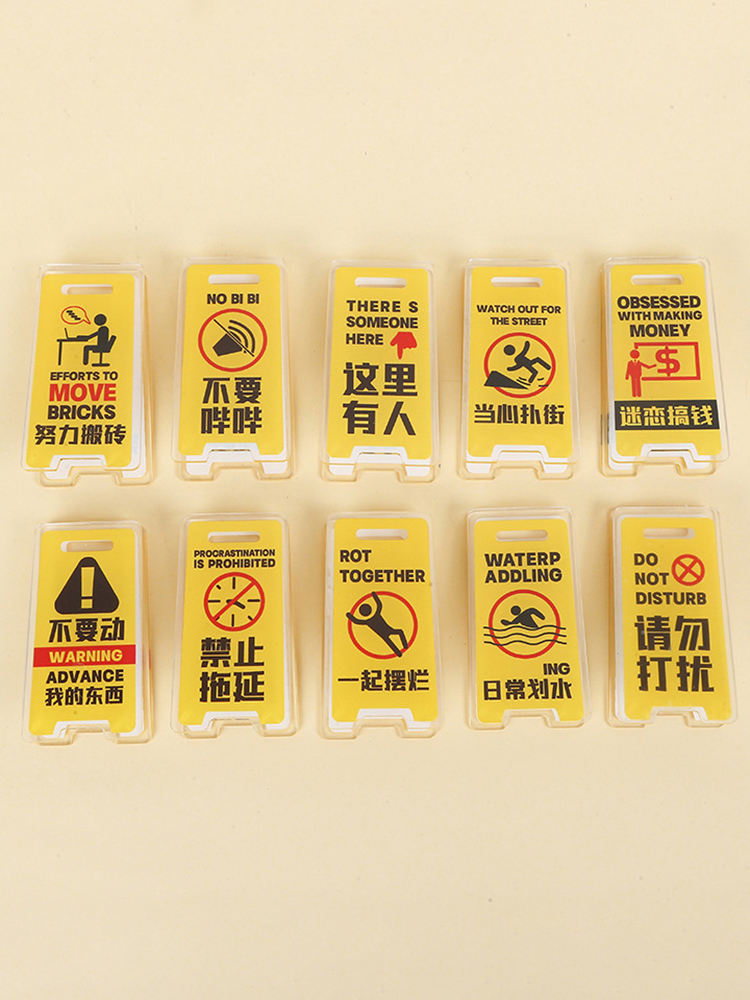 EFFORTS TO
MOVE
BRICKS
努力搬砖
NO BI BI
不要
哔哔
THERE S
SOMEONE
HERE
这里
有人
WATCH OUT FOR
THE STREET
当心扑街
OBSESSED
WITH MAKING
MONEY
$
迷恋搞钱
!
不要动
WARNING
ADVANCE
我的东西
PROCRASTINATION
IS PROHIBITED
禁止
拖延
ROT
TOGETHER
一起摆烂
WATERP
ADDLING
ING
日常划水
DO
NOT
DISTURB
请勿
打扰